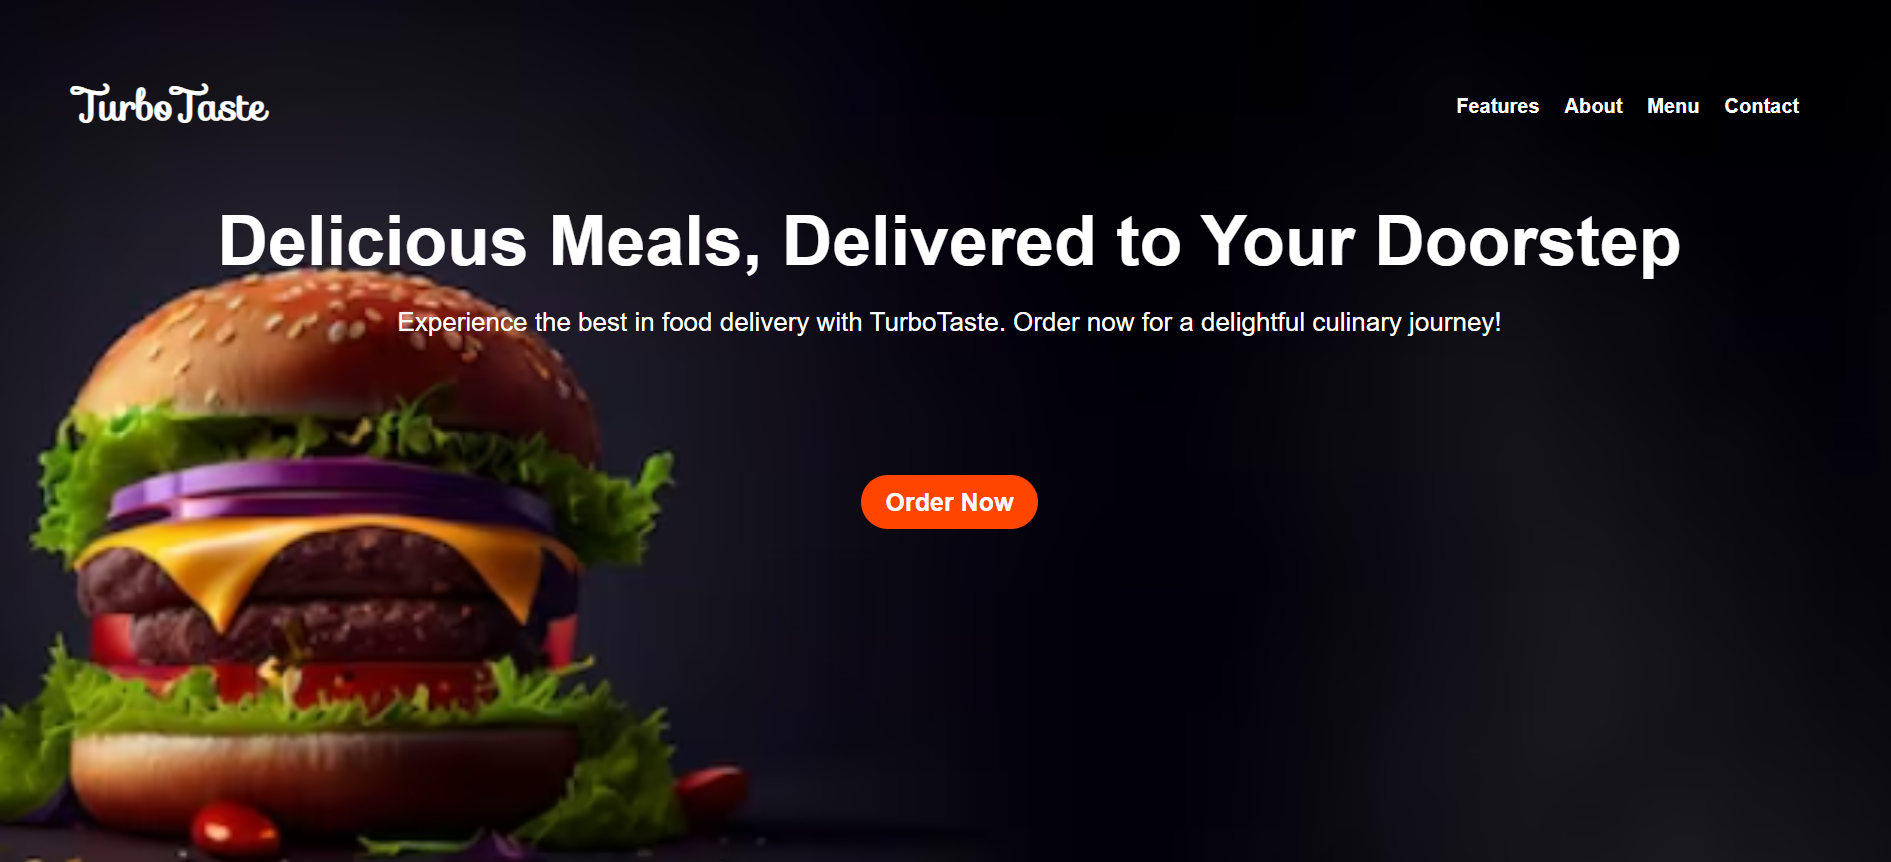 TurboTaste
Features About Menu Contact
Delicious Meals, Delivered to Your Doorstep
Experience the best in food delivery with TurboTaste. Order now for a delightful culinary journey!
Order Now